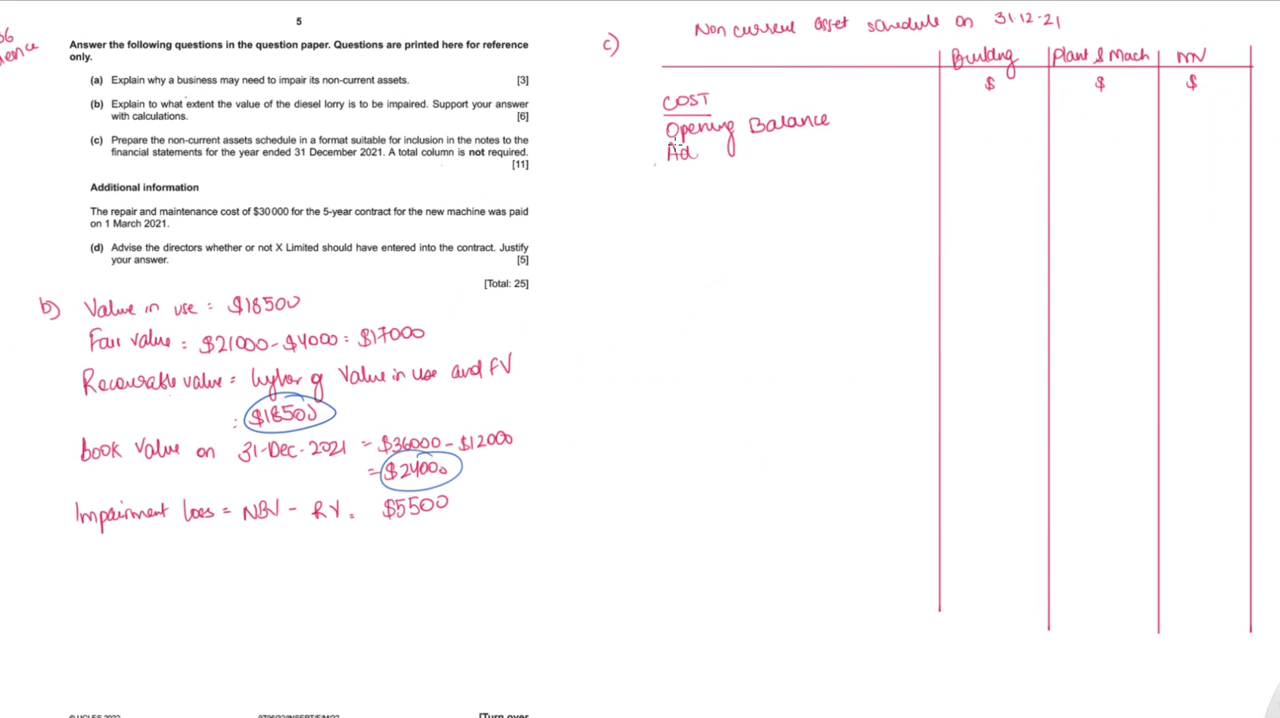 5
Answer the following questions in the question paper. Questions are printed here for reference
only.
(a) Explain why a business may need to impair its non-current assets. [3]
(b) Explain to what extent the value of the diesel lorry is to be impaired. Support your answer
with calculations. [6]
(c) Prepare the non-current assets schedule in a format suitable for inclusion in the notes to the
financial statements for the year ended 31 December 2021. A total column is not required.
[11]
Additional information
The repair and maintenance cost of $30 000 for the 5-year contract for the new machine was paid
on 1 March 2021.
(d) Advise the directors whether or not X Limited should have entered into the contract. Justify
your answer. [5]
[Total: 25]
b) Value in use = $18500
Fair value = $21000 - $4000 = $17000
Recoverable value = higher of Value in use and FV
= $18500
book value on 31-Dec-2021 = $36000 - $12000
= $24000
Impairment loss = NBV - RV = $5500
c) Non current asset schedule on 31.12.21
Building Plant & Mach MV
$ $ $
COST
Opening Balance
Ad
[Turn over